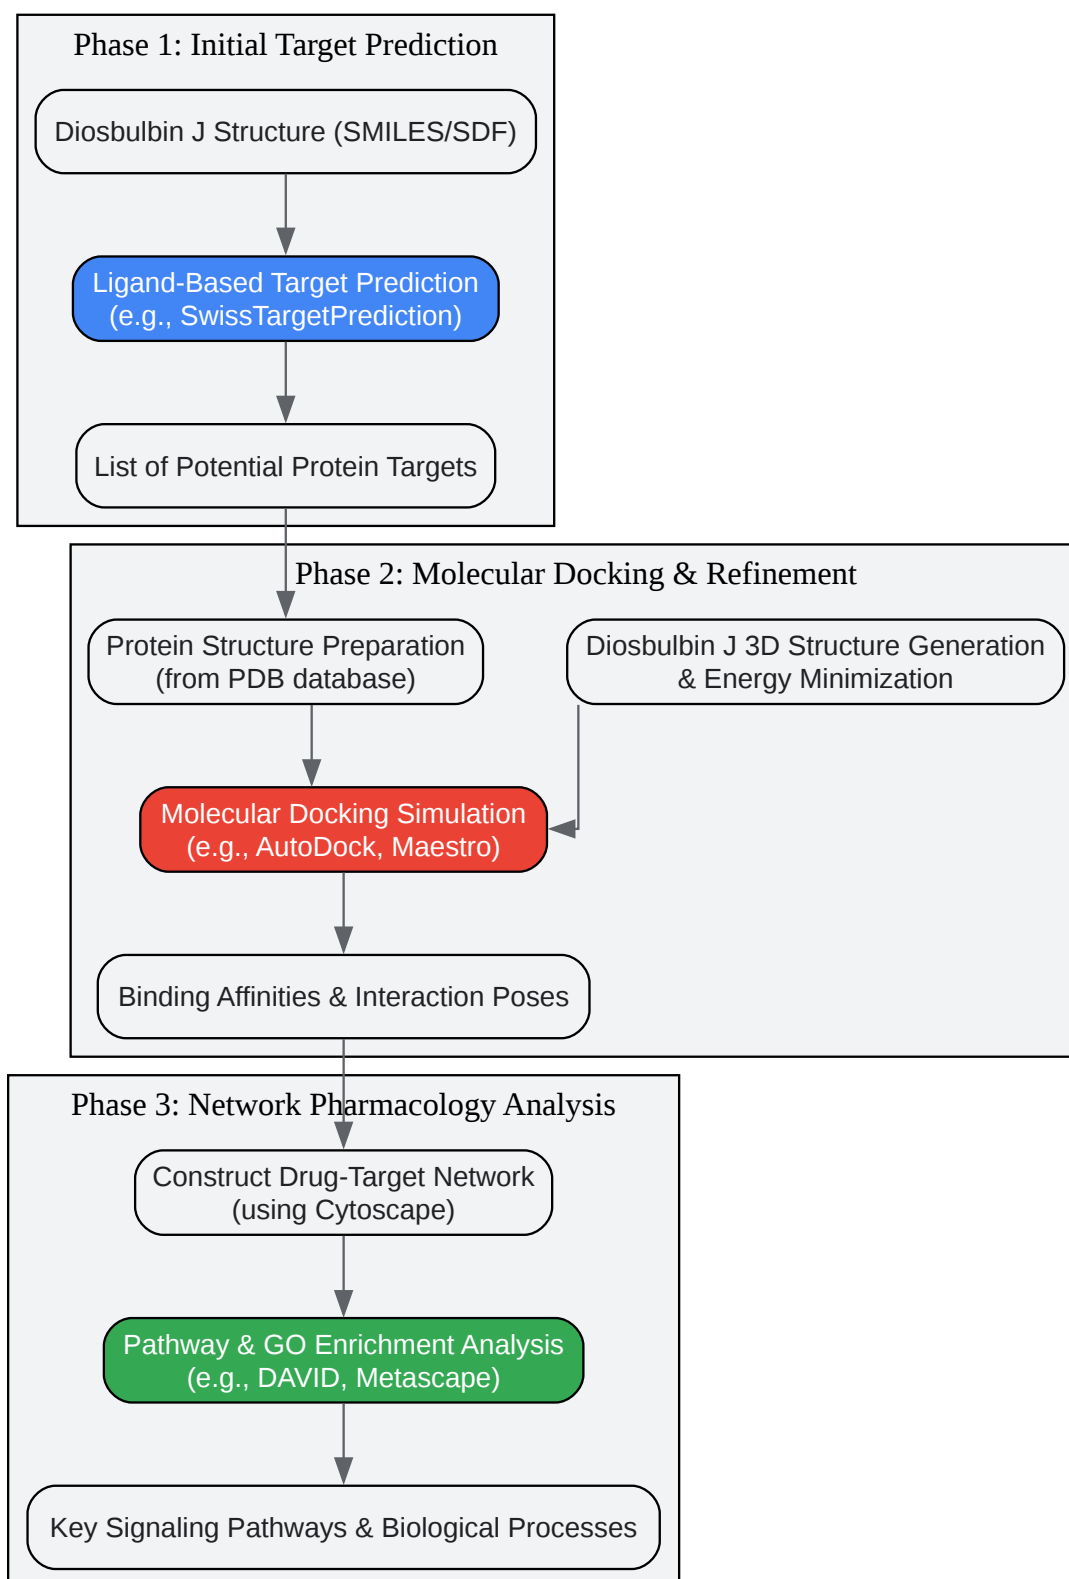 Phase 1: Initial Target Prediction
Diosbulbin J Structure (SMILES/SDF)
Ligand-Based Target Prediction
(e.g., SwissTargetPrediction)
List of Potential Protein Targets
Phase 2: Molecular Docking & Refinement
Protein Structure Preparation
(from PDB database)
Diosbulbin J 3D Structure Generation
& Energy Minimization
Molecular Docking Simulation
(e.g., AutoDock, Maestro)
Binding Affinities & Interaction Poses
Phase 3: Network Pharmacology Analysis
Construct Drug-Target Network
(using Cytoscape)
Pathway & GO Enrichment Analysis
(e.g., DAVID, Metascape)
Key Signaling Pathways & Biological Processes